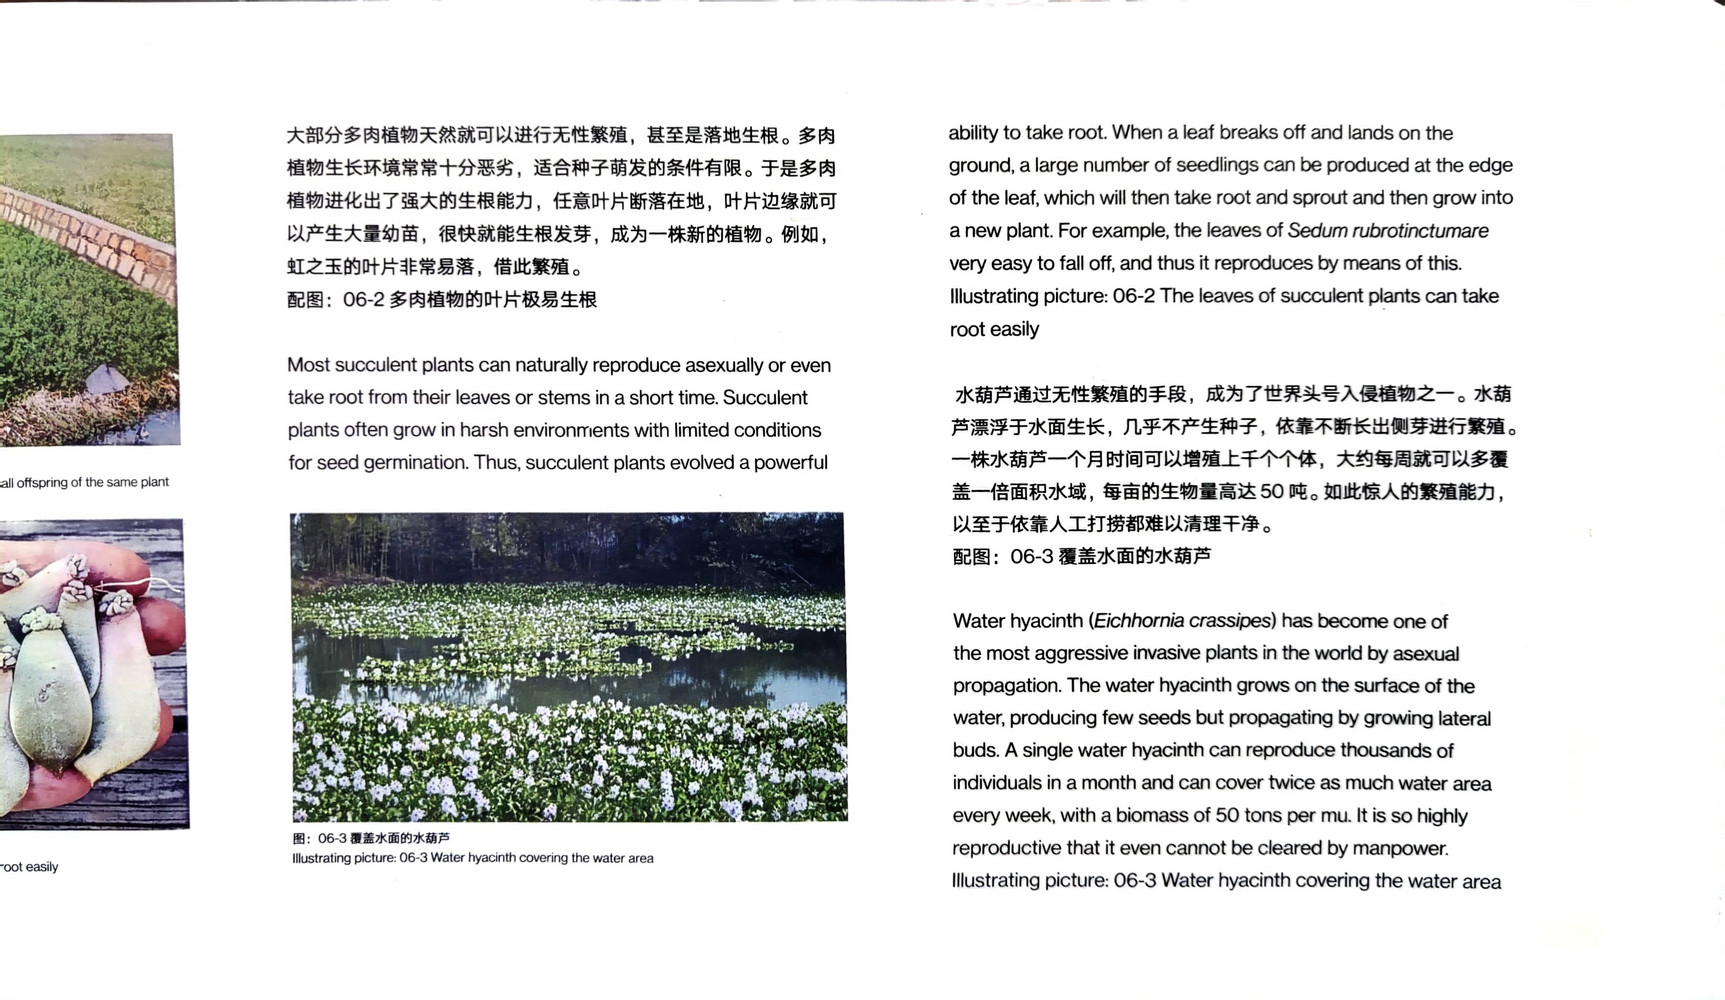 all offspring of the same plant
root easily
大部分多肉植物天然就可以进行无性繁殖，甚至是落地生根。多肉
植物生长环境常常十分恶劣，适合种子萌发的条件有限。于是多肉
植物进化出了强大的生根能力，任意叶片断落在地，叶片边缘就可
以产生大量幼苗，很快就能生根发芽，成为一株新的植物。例如，
虹之玉的叶片非常易落，借此繁殖。
配图：06-2 多肉植物的叶片极易生根
Most succulent plants can naturally reproduce asexually or even
take root from their leaves or stems in a short time. Succulent
plants often grow in harsh environments with limited conditions
for seed germination. Thus, succulent plants evolved a powerful
图：06-3 覆盖水面的水葫芦
Illustrating picture: 06-3 Water hyacinth covering the water area
ability to take root. When a leaf breaks off and lands on the
ground, a large number of seedlings can be produced at the edge
of the leaf, which will then take root and sprout and then grow into
a new plant. For example, the leaves of Sedum rubrotinctumare
very easy to fall off, and thus it reproduces by means of this.
Illustrating picture: 06-2 The leaves of succulent plants can take
root easily
水葫芦通过无性繁殖的手段，成为了世界头号入侵植物之一。水葫
芦漂浮于水面生长，几乎不产生种子，依靠不断长出侧芽进行繁殖。
一株水葫芦一个月时间可以增殖上千个个体，大约每周就可以多覆
盖一倍面积水域，每亩的生物量高达 50 吨。如此惊人的繁殖能力，
以至于依靠人工打捞都难以清理干净。
配图：06-3 覆盖水面的水葫芦
Water hyacinth (Eichhornia crassipes) has become one of
the most aggressive invasive plants in the world by asexual
propagation. The water hyacinth grows on the surface of the
water, producing few seeds but propagating by growing lateral
buds. A single water hyacinth can reproduce thousands of
individuals in a month and can cover twice as much water area
every week, with a biomass of 50 tons per mu. It is so highly
reproductive that it even cannot be cleared by manpower.
Illustrating picture: 06-3 Water hyacinth covering the water area